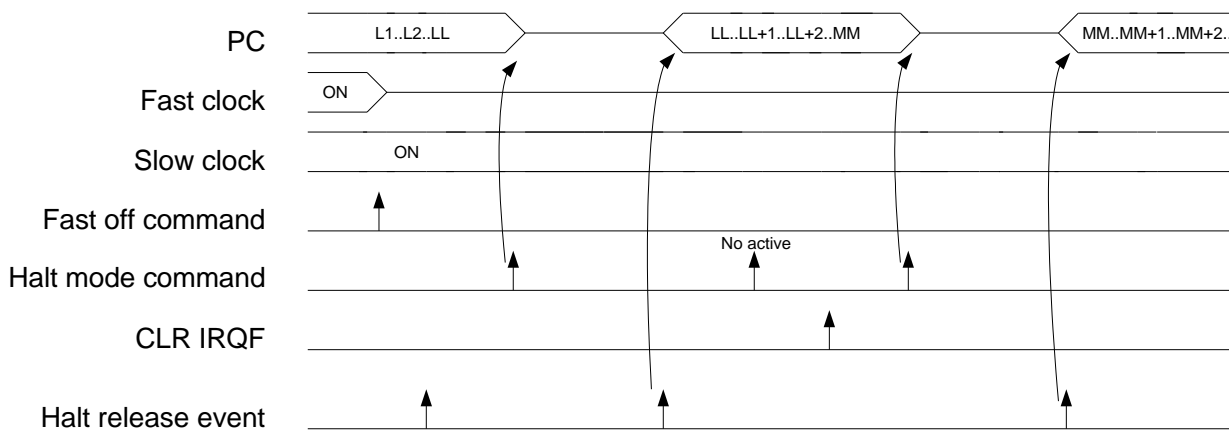 PC L1..L2..LL LL..LL+1..LL+2..MM MM..MM+1..MM+2..
Fast clock ON
Slow clock ON
Fast off command
No active
Halt mode command
CLR IRQF
Halt release event